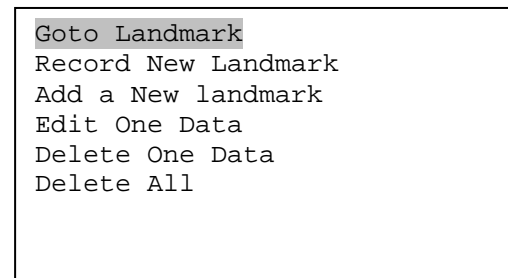 Goto Landmark
Record New Landmark
Add a New landmark
Edit One Data
Delete One Data
Delete All